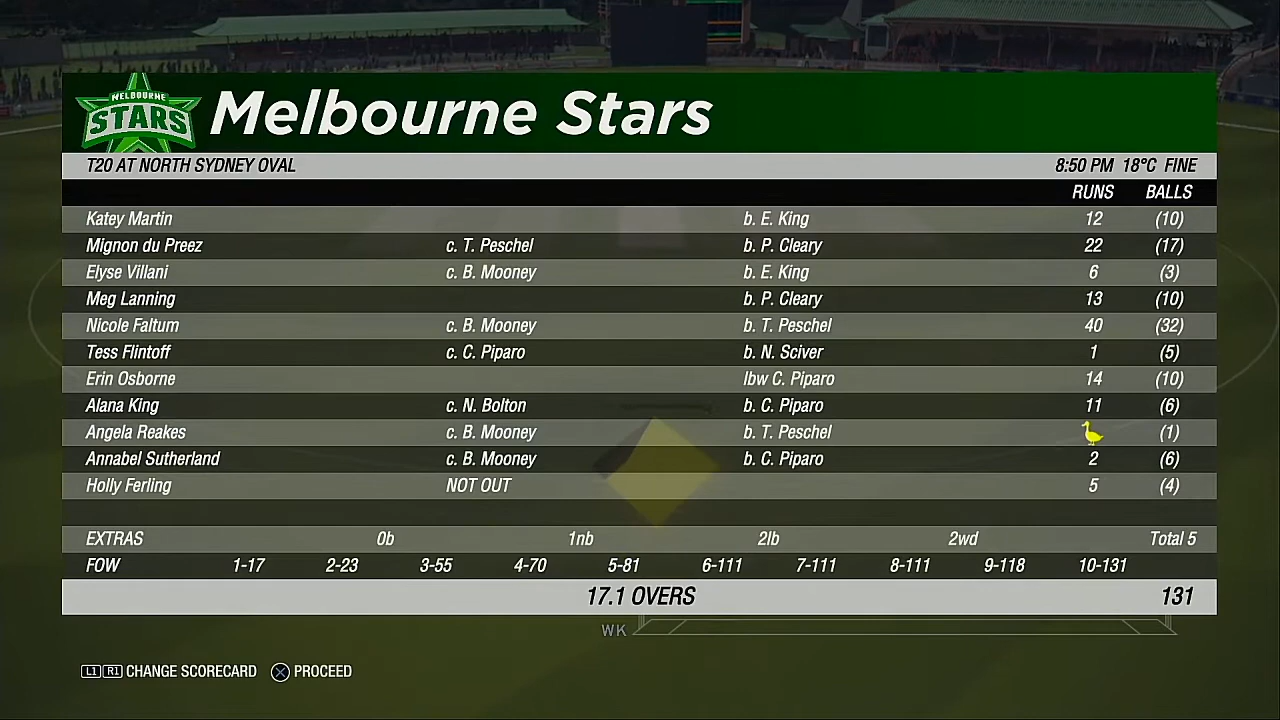 MELBOURNE STARS Melbourne Stars
T20 AT NORTH SYDNEY OVAL 8:50 PM 18°C FINE
RUNS BALLS
Katey Martin b. E. King 12 (10)
Mignon du Preez c. T. Peschel b. P. Cleary 22 (17)
Elyse Villani c. B. Mooney b. E. King 6 (3)
Meg Lanning b. P. Cleary 13 (10)
Nicole Faltum c. B. Mooney b. T. Peschel 40 (32)
Tess Flintoff c. C. Piparo b. N. Sciver 1 (5)
Erin Osborne lbw C. Piparo 14 (10)
Alana King c. N. Bolton b. C. Piparo 11 (6)
Angela Reakes c. B. Mooney b. T. Peschel (1)
Annabel Sutherland c. B. Mooney b. C. Piparo 2 (6)
Holly Ferling NOT OUT 5 (4)
EXTRAS 0b 1nb 2lb 2wd Total 5
FOW 1-17 2-23 3-55 4-70 5-81 6-111 7-111 8-111 9-118 10-131
17.1 OVERS 131
WK
L1 R1 CHANGE SCORECARD PROCEED